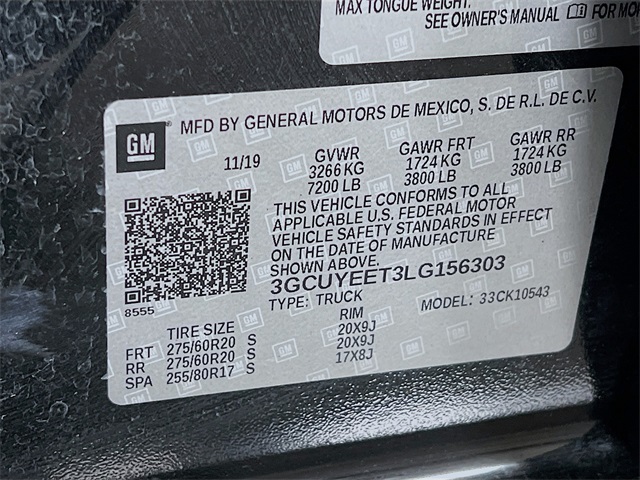 MAX TONGUE WEIGHT:
SEE OWNER'S MANUAL FOR MO
GM
MFD BY GENERAL MOTORS DE MEXICO, S. DE R.L. DE C.V.
11/19 GVWR GAWR FRT GAWR RR
3266 KG 1724 KG 1724 KG
7200 LB 3800 LB 3800 LB
THIS VEHICLE CONFORMS TO ALL
APPLICABLE U.S. FEDERAL MOTOR
VEHICLE SAFETY STANDARDS IN EFFECT
ON THE DATE OF MANUFACTURE
SHOWN ABOVE.
3GCUYEET3LG156303
8555 TYPE: TRUCK MODEL: 33CK10543
TIRE SIZE RIM
FRT 275/60R20 S 20X9J
RR 275/60R20 S 20X9J
SPA 255/80R17 S 17X8J